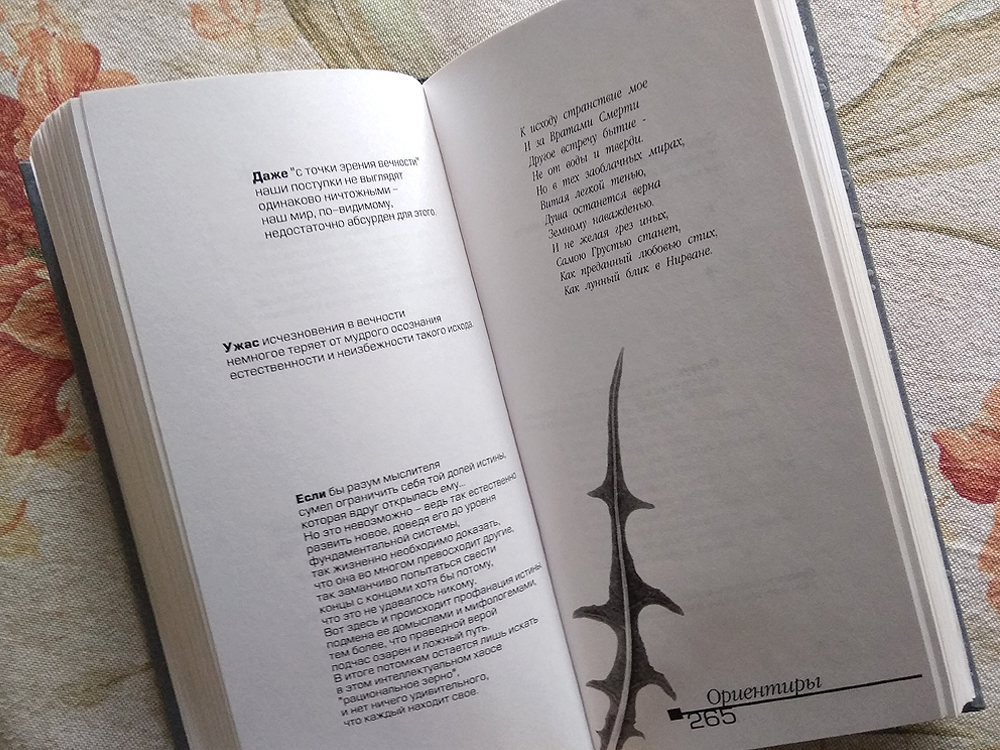 Даже "с точки зрения вечности"
наши поступки не выглядят
одинаково ничтожными –
наш мир, по-видимому,
недостаточно абсурден для этого.
Ужас исчезновения в вечности
немногое теряет от мудрого осознания
естественности и неизбежности такого исхода.
Если бы разум мыслителя
сумел ограничить себя той долей истины,
которая вдруг открылась ему...
Но это невозможно – ведь так естественно
развить новое, доведя его до уровня
фундаментальной системы,
так жизненно необходимо доказать,
что она во многом превосходит другие,
так заманчиво попытаться свести
концы с концами хотя бы потому,
что это не удавалось никому.
Вот здесь и происходит профанация истины
подмена ее домыслами и мифологемами,
тем более, что праведной верой
подчас озарен и ложный путь.
В итоге потомкам остается лишь искать
в этом интеллектуальном хаосе
"рациональное зерно",
и нет ничего удивительного,
что каждый находит свое.
К исходу странствие мое
И за Вратами Смерти
Другое встречу бытие -
Не от воды и тверди.
Но в тех заоблачных мирах,
Витая легкой тенью,
Душа останется верна
Земному наважденью.
И не желая грез иных,
Самою Грустью станет,
Как преданный любовью стих,
Как лунный блик в Нирване.
Ориентиры
265